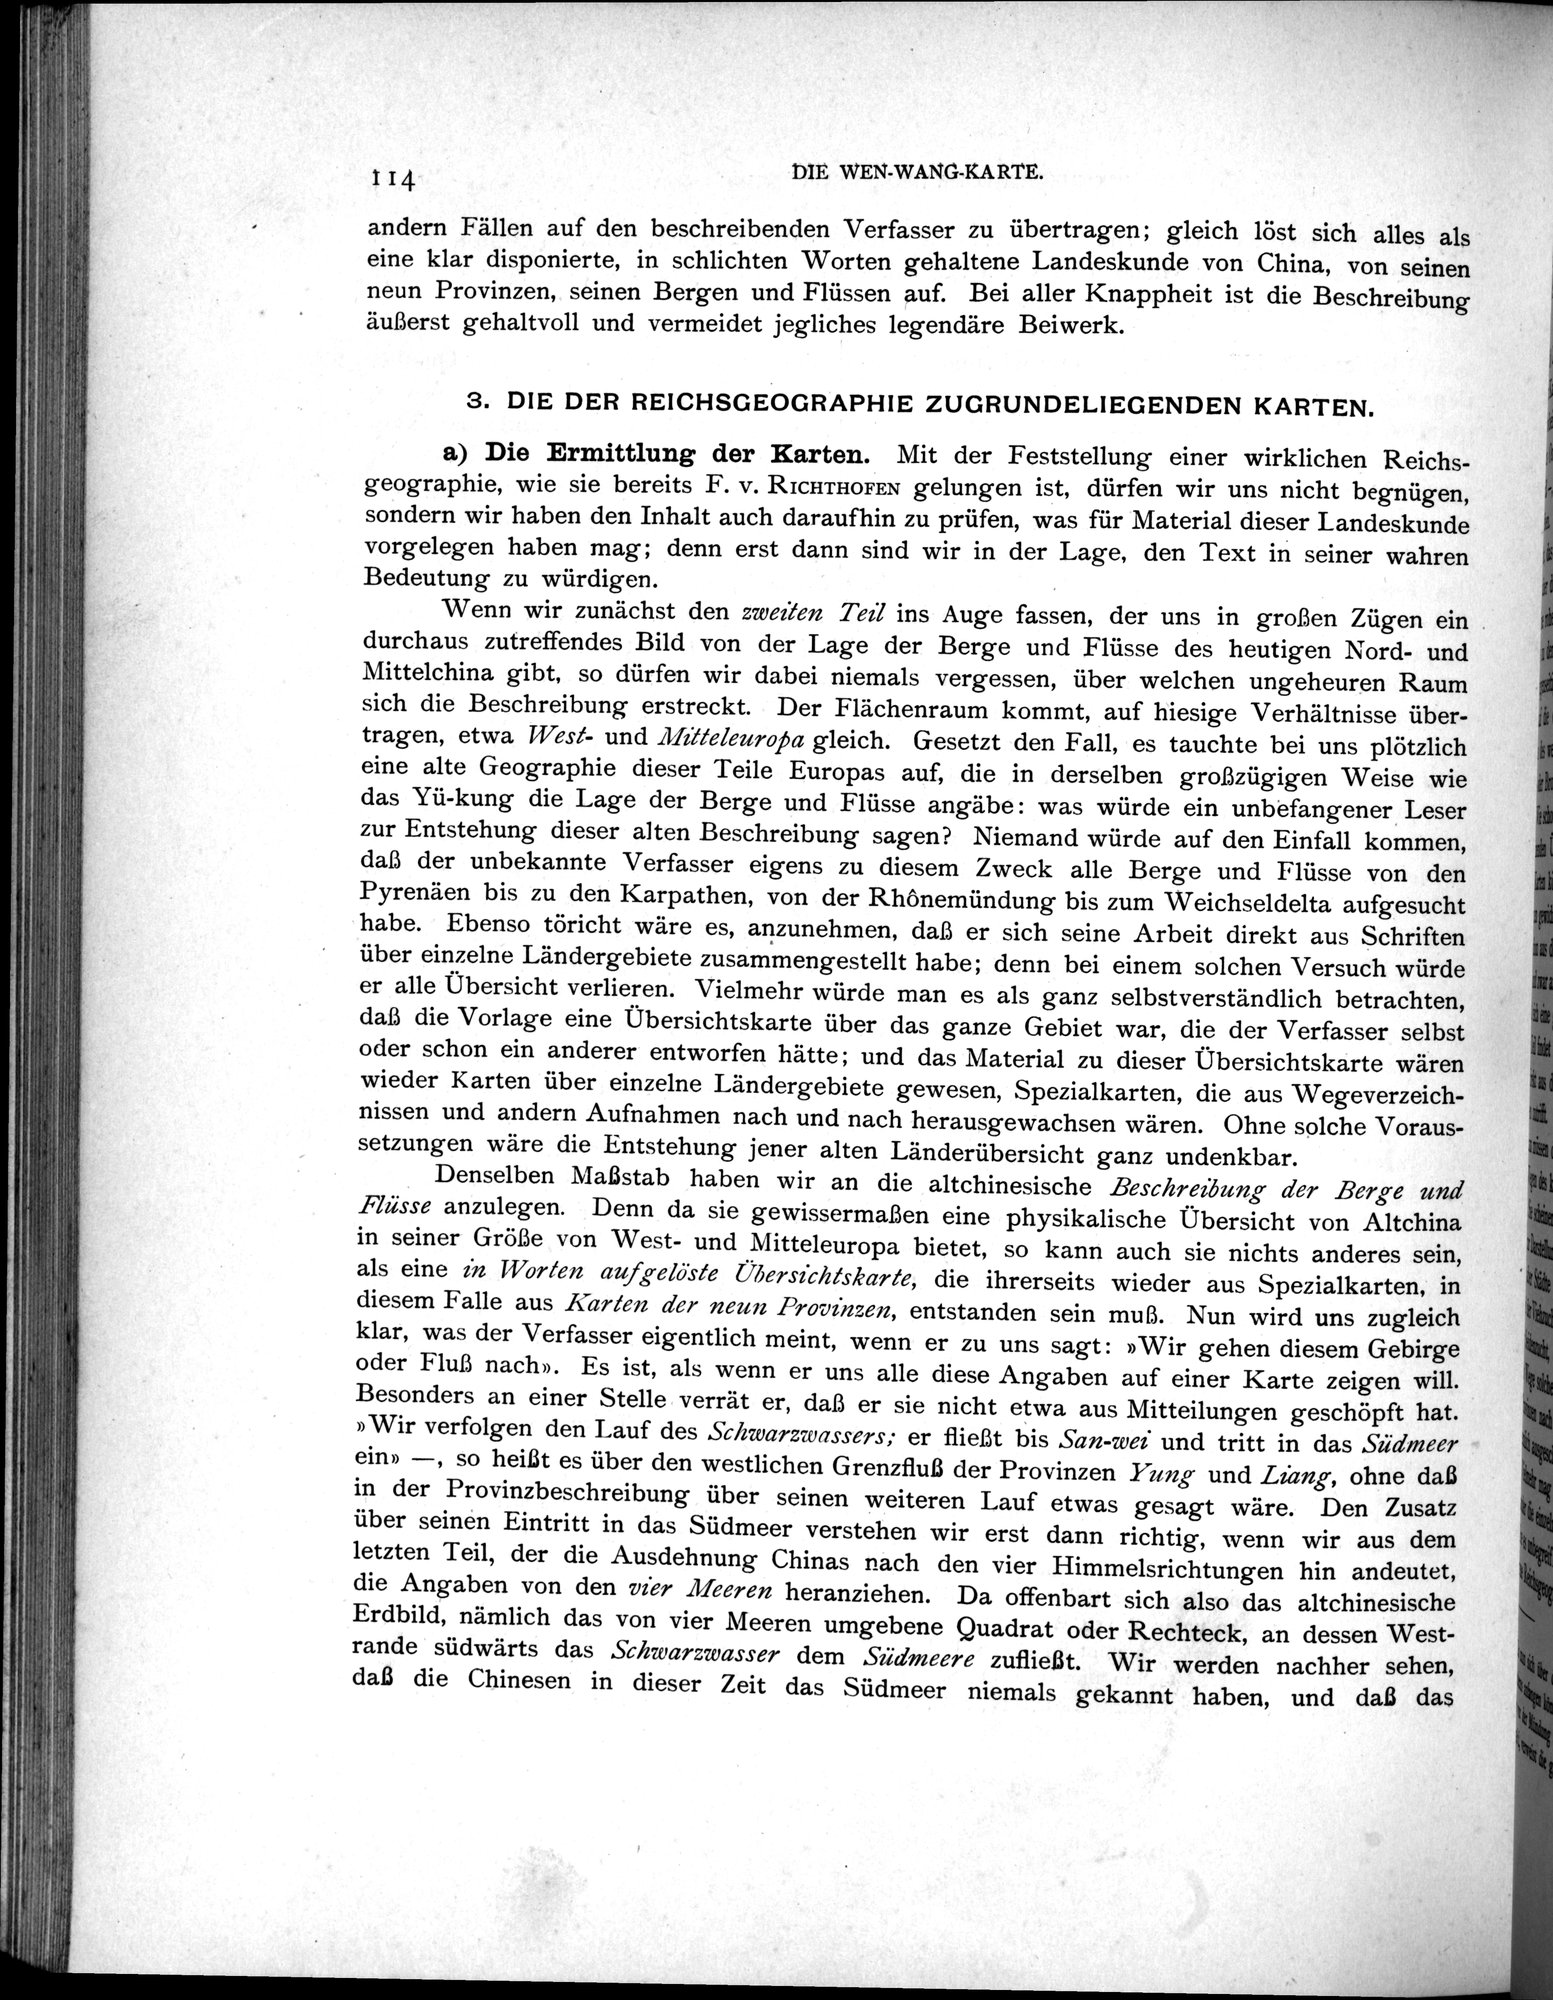 114
DIE WEN-WANG-KARTE.
andern Fällen auf den beschreibenden Verfasser zu übertragen; gleich löst sich alles als
eine klar disponierte, in schlichten Worten gehaltene Landeskunde von China, von seinen
neun Provinzen, seinen Bergen und Flüssen auf. Bei aller Knappheit ist die Beschreibung
äußerst gehaltvoll und vermeidet jegliches legendäre Beiwerk.
3. DIE DER REICHSGEOGRAPHIE ZUGRUNDELIEGENDEN KARTEN.
a) Die Ermittlung der Karten. Mit der Feststellung einer wirklichen Reichs-
geographie, wie sie bereits F. v. RICHTHOFEN gelungen ist, dürfen wir uns nicht begnügen,
sondern wir haben den Inhalt auch daraufhin zu prüfen, was für Material dieser Landeskunde
vorgelegen haben mag; denn erst dann sind wir in der Lage, den Text in seiner wahren
Bedeutung zu würdigen.
Wenn wir zunächst den zweiten Teil ins Auge fassen, der uns in großen Zügen ein
durchaus zutreffendes Bild von der Lage der Berge und Flüsse des heutigen Nord- und
Mittelchina gibt, so dürfen wir dabei niemals vergessen, über welchen ungeheuren Raum
sich die Beschreibung erstreckt. Der Flächenraum kommt, auf hiesige Verhältnisse über-
tragen, etwa West- und Mitteleuropa gleich. Gesetzt den Fall, es tauchte bei uns plötzlich
eine alte Geographie dieser Teile Europas auf, die in derselben großzügigen Weise wie
das Yü-kung die Lage der Berge und Flüsse angäbe: was würde ein unbefangener Leser
zur Entstehung dieser alten Beschreibung sagen? Niemand würde auf den Einfall kommen,
daß der unbekannte Verfasser eigens zu diesem Zweck alle Berge und Flüsse von den
Pyrenäen bis zu den Karpathen, von der Rhônemündung bis zum Weichseldelta aufgesucht
habe. Ebenso töricht wäre es, anzunehmen, daß er sich seine Arbeit direkt aus Schriften
über einzelne Ländergebiete zusammengestellt habe; denn bei einem solchen Versuch würde
er alle Übersicht verlieren. Vielmehr würde man es als ganz selbstverständlich betrachten,
daß die Vorlage eine Übersichtskarte über das ganze Gebiet war, die der Verfasser selbst
oder schon ein anderer entworfen hätte; und das Material zu dieser Übersichtskarte wären
wieder Karten über einzelne Ländergebiete gewesen, Spezialkarten, die aus Wegeverzeich-
nissen und andern Aufnahmen nach und nach herausgewachsen wären. Ohne solche Voraus-
setzungen wäre die Entstehung jener alten Länderübersicht ganz undenkbar.
Denselben Maßstab haben wir an die altchinesische Beschreibung der Berge und
Flüsse anzulegen. Denn da sie gewissermaßen eine physikalische Übersicht von Altchina
in seiner Größe von West- und Mitteleuropa bietet, so kann auch sie nichts anderes sein,
als eine in Worten aufgelöste Übersichtskarte, die ihrerseits wieder aus Spezialkarten, in
diesem Falle aus Karten der neun Provinzen, entstanden sein muß. Nun wird uns zugleich
klar, was der Verfasser eigentlich meint, wenn er zu uns sagt: »Wir gehen diesem Gebirge
oder Fluß nach». Es ist, als wenn er uns alle diese Angaben auf einer Karte zeigen will.
Besonders an einer Stelle verrät er, daß er sie nicht etwa aus Mitteilungen geschöpft hat.
»Wir verfolgen den Lauf des Schwarzwassers; er fließt bis San-wei und tritt in das Südmeer
ein» —, so heißt es über den westlichen Grenzfluß der Provinzen Yung und Liang, ohne daß
in der Provinzbeschreibung über seinen weiteren Lauf etwas gesagt wäre. Den Zusatz
über seinen Eintritt in das Südmeer verstehen wir erst dann richtig, wenn wir aus dem
letzten Teil, der die Ausdehnung Chinas nach den vier Himmelsrichtungen hin andeutet,
die Angaben von den vier Meeren heranziehen. Da offenbart sich also das altchinesische
Erdbild, nämlich das von vier Meeren umgebene Quadrat oder Rechteck, an dessen West-
rande südwärts das Schwarzwasser dem Südmeere zufließt. Wir werden nachher sehen,
daß die Chinesen in dieser Zeit das Südmeer niemals gekannt haben, und daß das